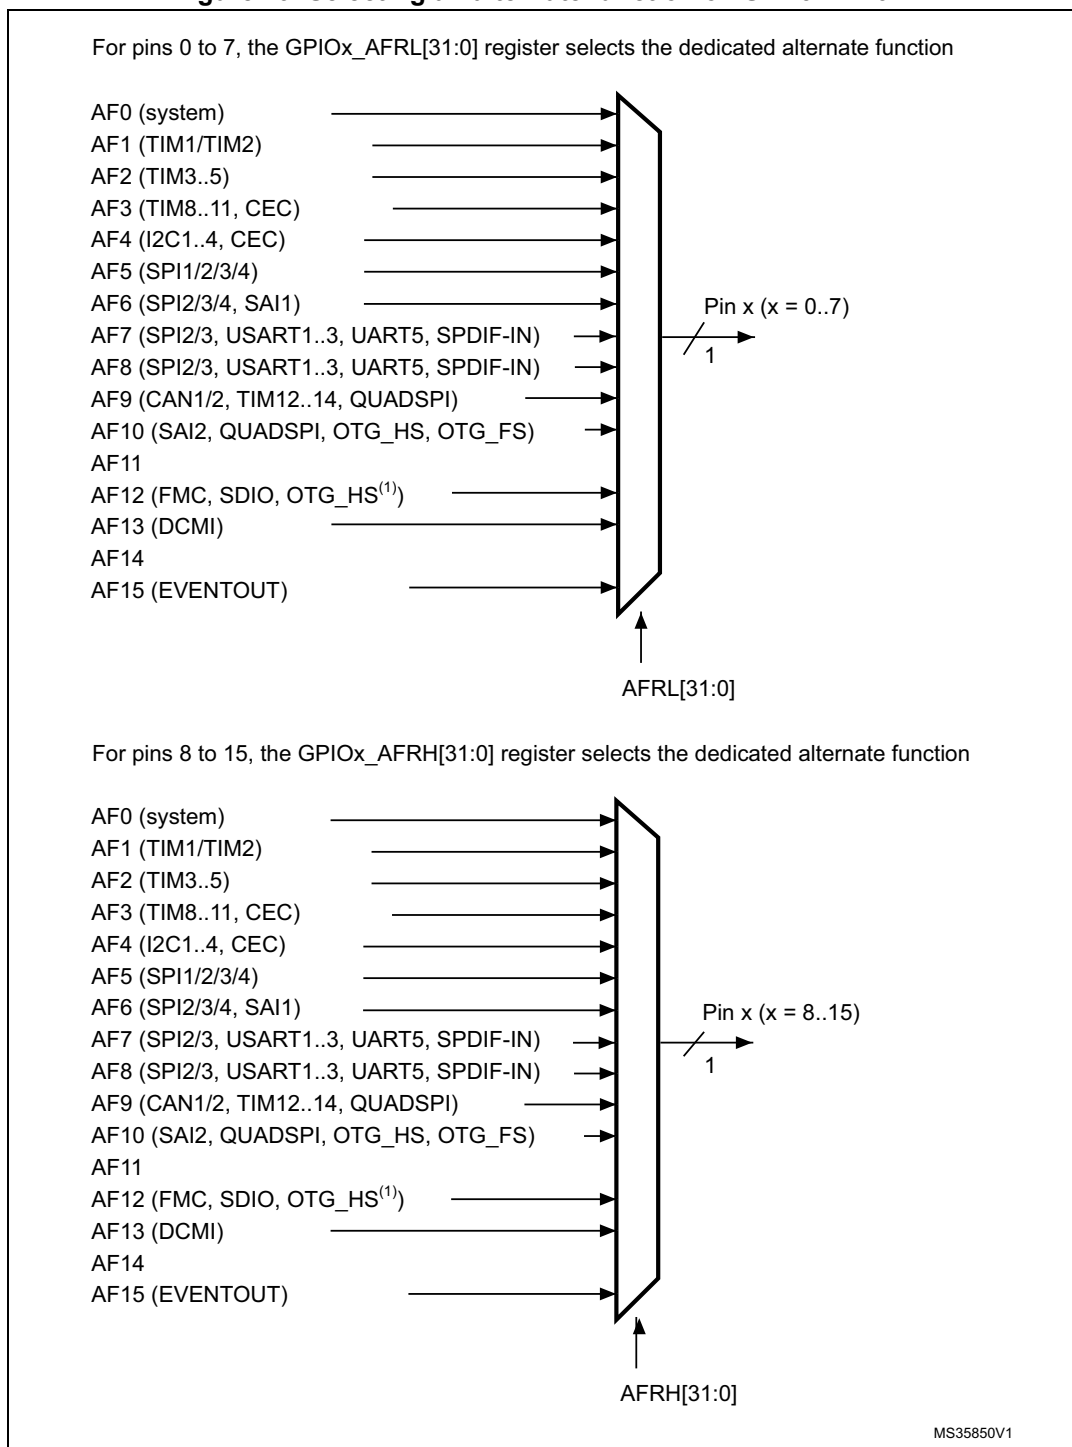 For pins 0 to 7, the GPIOx_AFRL[31:0] register selects the dedicated alternate function
AF0 (system)
AF1 (TIM1/TIM2)
AF2 (TIM3..5)
AF3 (TIM8..11, CEC)
AF4 (I2C1..4, CEC)
AF5 (SPI1/2/3/4)
AF6 (SPI2/3/4, SAI1)
Pin x (x = 0..7)
AF7 (SPI2/3, USART1..3, UART5, SPDIF-IN)
1
AF8 (SPI2/3, USART1..3, UART5, SPDIF-IN)
AF9 (CAN1/2, TIM12..14, QUADSPI)
AF10 (SAI2, QUADSPI, OTG_HS, OTG_FS)
AF11
AF12 (FMC, SDIO, OTG_HS(1))
AF13 (DCMI)
AF14
AF15 (EVENTOUT)
AFRL[31:0]
For pins 8 to 15, the GPIOx_AFRH[31:0] register selects the dedicated alternate function
AF0 (system)
AF1 (TIM1/TIM2)
AF2 (TIM3..5)
AF3 (TIM8..11, CEC)
AF4 (I2C1..4, CEC)
AF5 (SPI1/2/3/4)
AF6 (SPI2/3/4, SAI1)
Pin x (x = 8..15)
AF7 (SPI2/3, USART1..3, UART5, SPDIF-IN)
1
AF8 (SPI2/3, USART1..3, UART5, SPDIF-IN)
AF9 (CAN1/2, TIM12..14, QUADSPI)
AF10 (SAI2, QUADSPI, OTG_HS, OTG_FS)
AF11
AF12 (FMC, SDIO, OTG_HS(1))
AF13 (DCMI)
AF14
AF15 (EVENTOUT)
AFRH[31:0]
MS35850V1